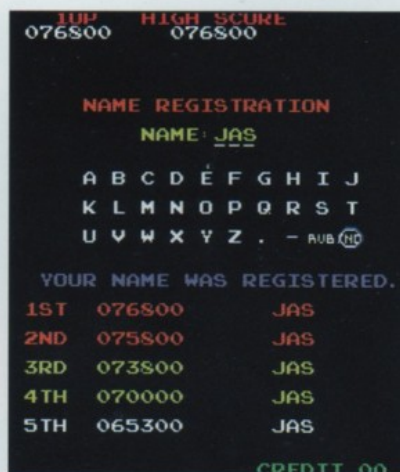 1UP HIGH SCORE
076800 076800
NAME REGISTRATION
NAME: JAS
A B C D E F G H I J
K L M N O P Q R S T
U V W X Y Z . - RUB END
YOUR NAME WAS REGISTERED.
1ST 076800 JAS
2ND 075800 JAS
3RD 073800 JAS
4TH 070000 JAS
5TH 065300 JAS
CREDIT 00